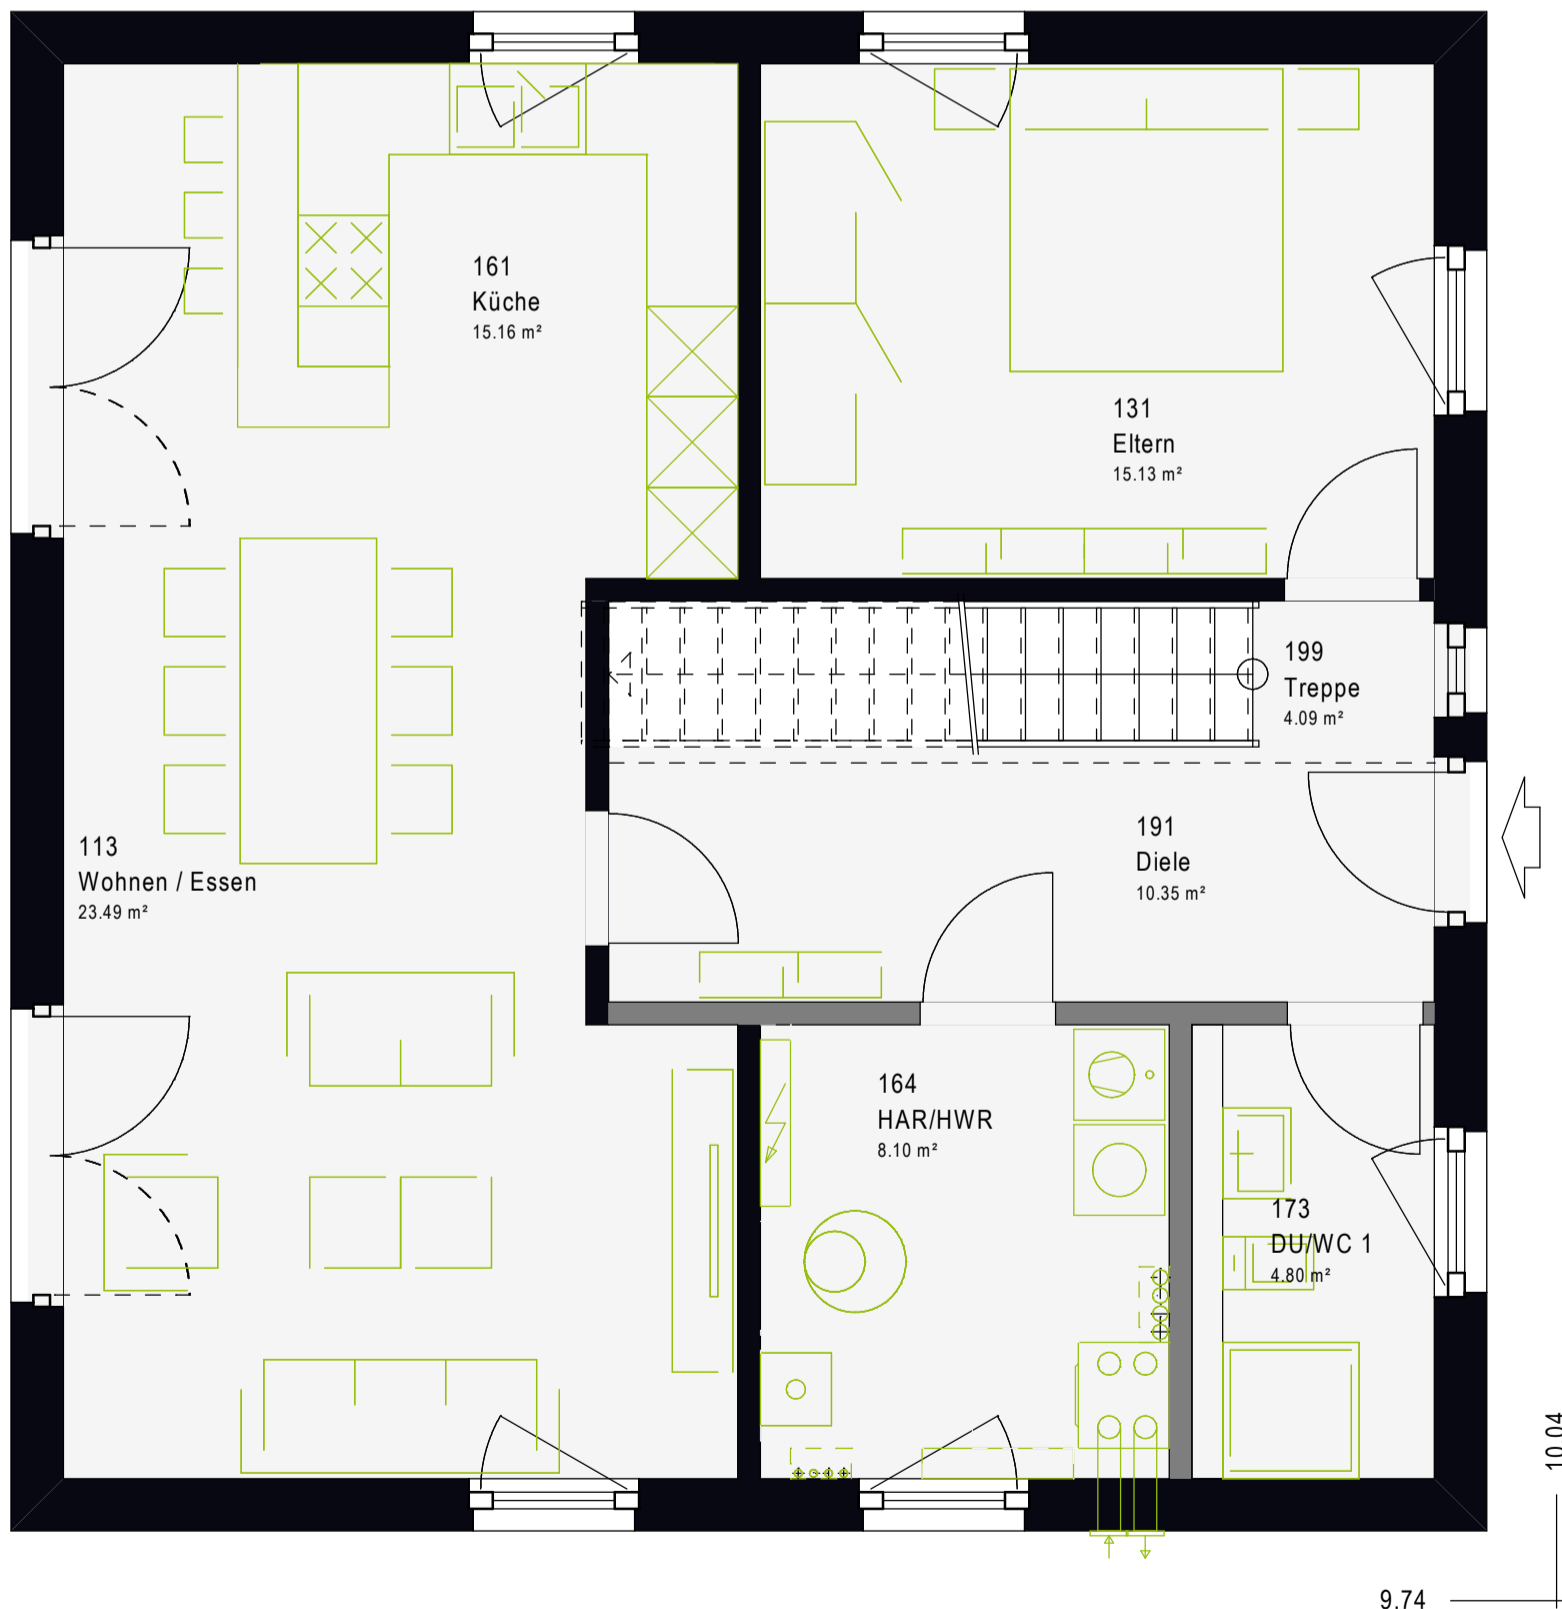 161
Küche
15.16 m²
131
Eltern
15.13 m²
199
Treppe
4.09 m²
113
Wohnen / Essen
23.49 m²
191
Diele
10.35 m²
164
HAR/HWR
8.10 m²
173
DU/WC 1
4.80 m²
10.04
9.74